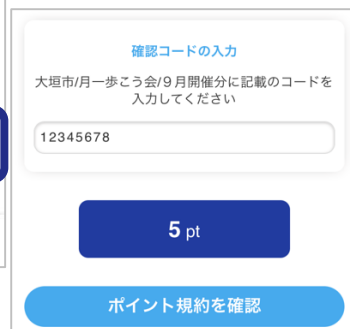 確認コードの入力
大垣市/月一歩こう会/9月開催分に記載のコードを
入力してください
12345678
5 pt
ポイント規約を確認